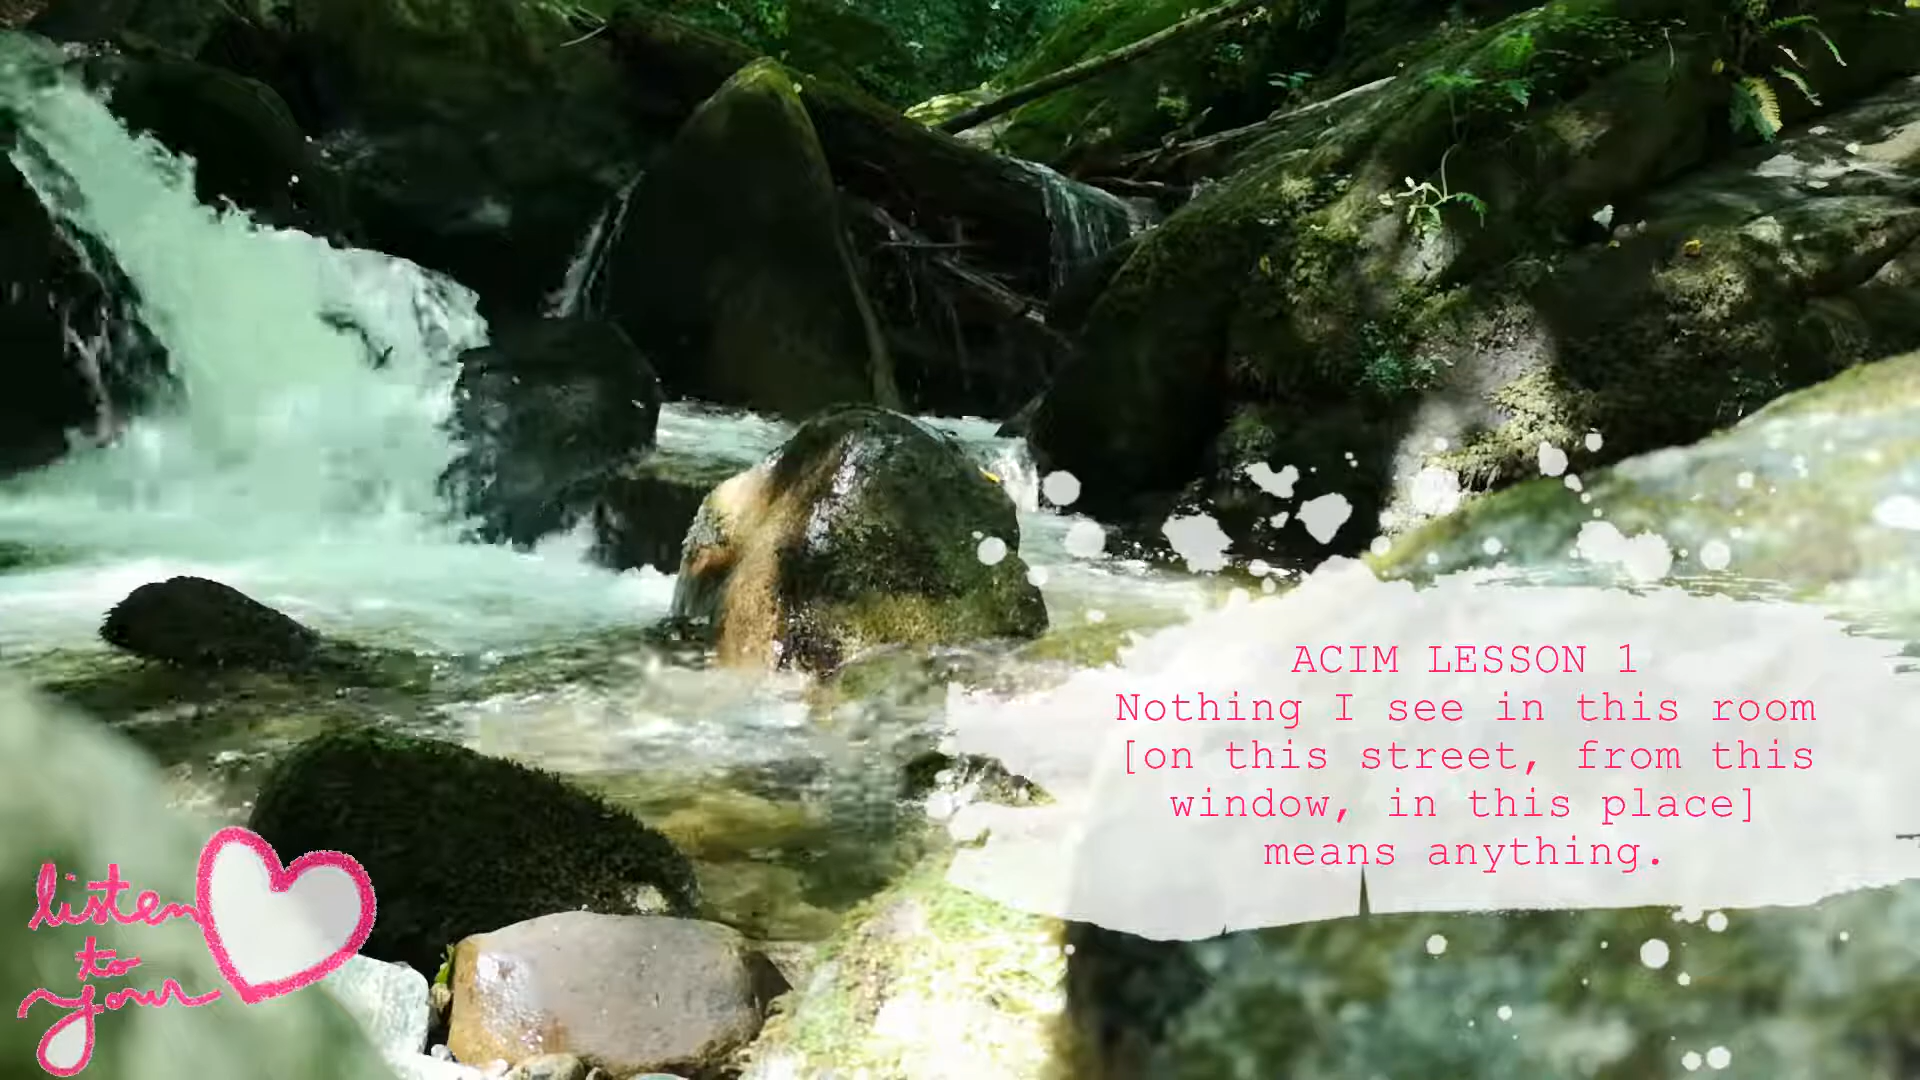 ACIM LESSON 1
Nothing I see in this room
[on this street, from this
window, in this place]
means anything.
listen
to
your